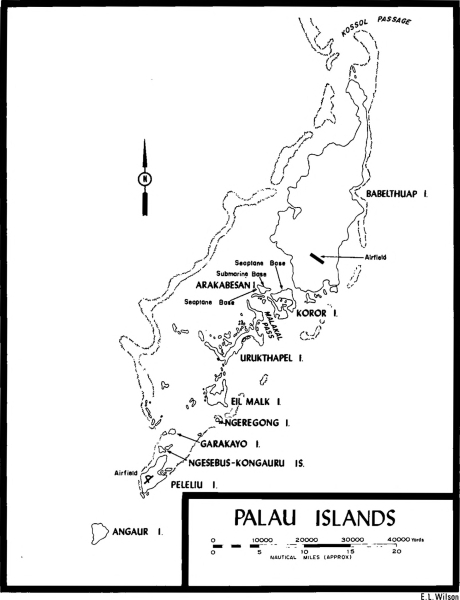 KOSSOL PASSAGE
N
BABELTHUAP I.
Seaplane Base
Airfield
Submarine Base
ARAKABESAN I.
Seaplane Base
KOROR I.
MALAKAL PASS
URUKTHAPEL I.
EIL MALK I.
NGEREGONG I.
GARAKAYO I.
NGESEBUS-KONGAURU IS.
Airfield
PELELIU I.
ANGAUR I.
PALAU ISLANDS
0 10000 20000 30000 40000 Yards
0 5 10 15 20
NAUTICAL MILES (APPROX)
E.L.Wilson